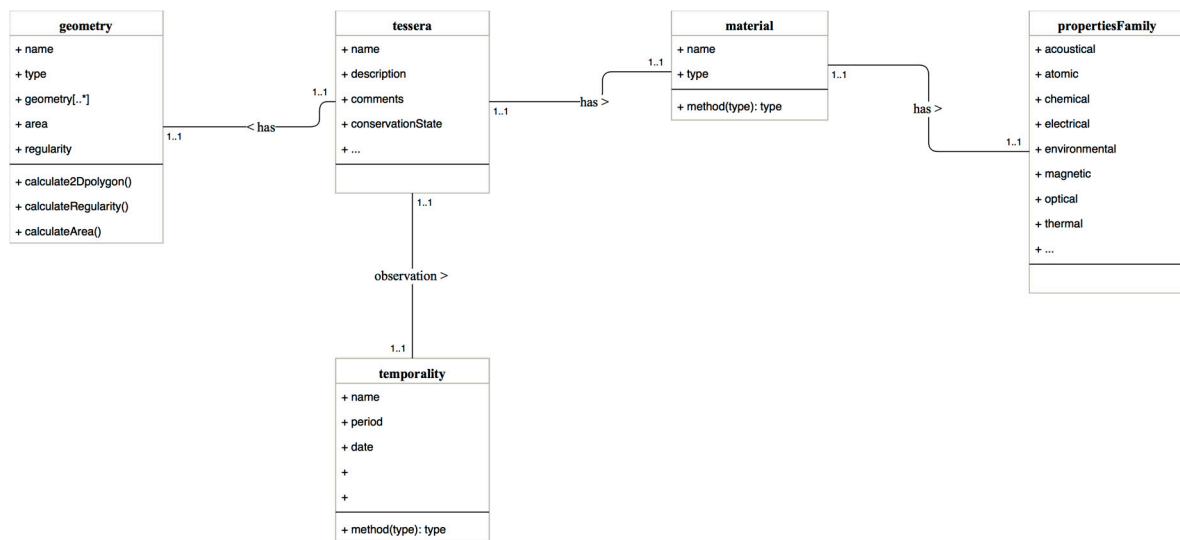 geometry
+ name
+ type
+ geometry[..*]
+ area
+ regularity
+ calculate2Dpolygon()
+ calculateRegularity()
+ calculateArea()
1..1
< has
1..1
tessera
+ name
+ description
+ comments
+ conservationState
+ ...
1..1
has >
1..1
material
+ name
+ type
+ method(type): type
1..1
has >
1..1
propertiesFamily
+ acoustical
+ atomic
+ chemical
+ electrical
+ environmental
+ magnetic
+ optical
+ thermal
+ ...
1..1
observation >
1..1
temporality
+ name
+ period
+ date
+
+
+ method(type): type